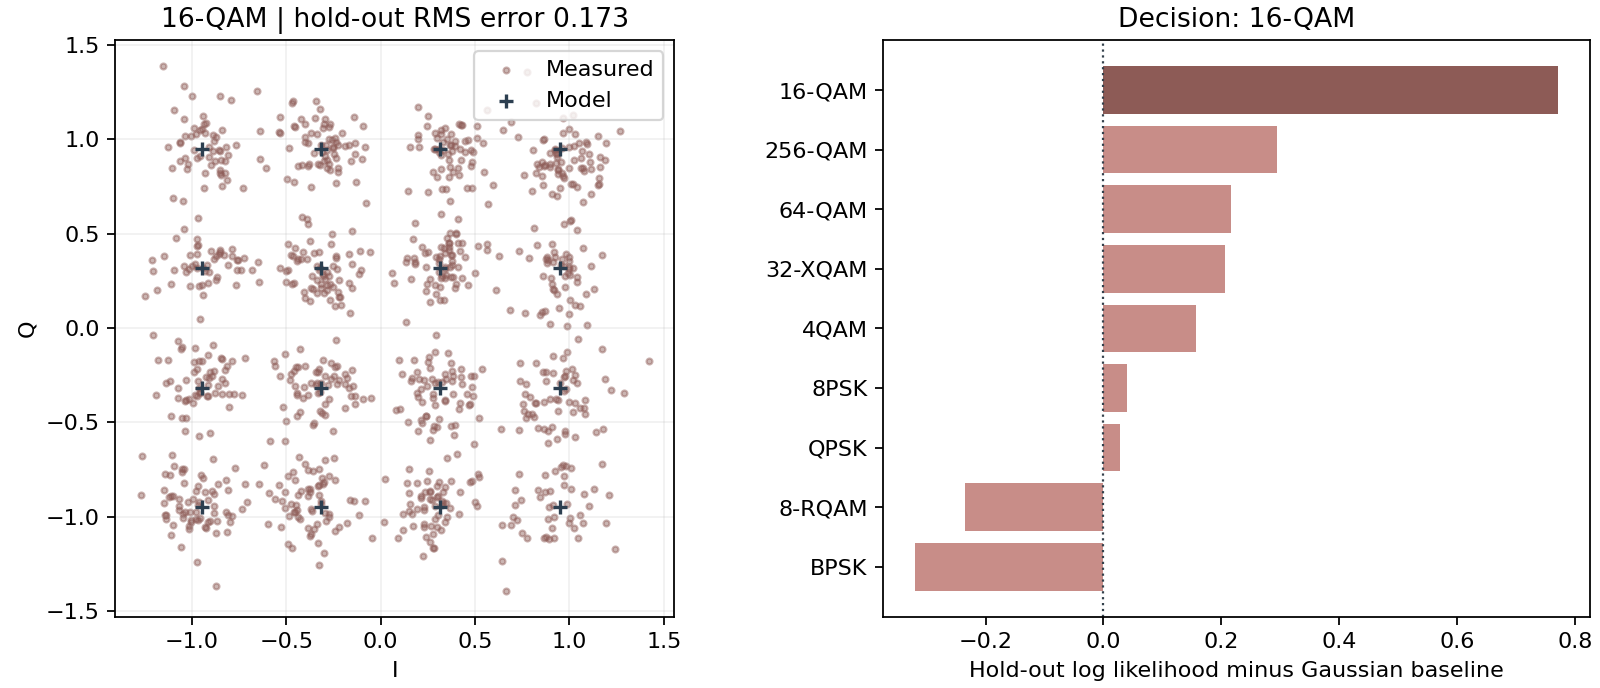 16-QAM | hold-out RMS error 0.173
Measured
Model
1.5
1.0
0.5
0.0
−0.5
−1.0
−1.5
Q
−1.0
−0.5
0.0
0.5
1.0
1.5
I
Decision: 16-QAM
16-QAM
256-QAM
64-QAM
32-XQAM
4QAM
8PSK
QPSK
8-RQAM
BPSK
−0.2
0.0
0.2
0.4
0.6
0.8
Hold-out log likelihood minus Gaussian baseline